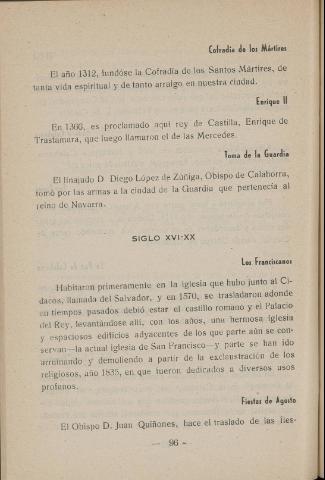 Cofradía de los Mártires
El año 1312, fundóse la Cofradía de los Santos Mártires, de
tanta vida espiritual y de tanto arraigo en nuestra ciudad.
Enrique II
En 1366, es proclamado aquí rey de Castilla, Enrique de
Trastamara, que luego llamaron el de las Mercedes.
Toma de la Guardia
El finajudo D. Diego López de Zúñiga, Obispo de Calahorra,
tomó por las armas a la ciudad de la Guardia que pertenecía al
reino de Navarra.
SIGLO XVI-XX
Los Franciscanos
Habitaron primeramente en la iglesia que hubo junto al Ci-
dacos, llamada del Salvador, y en 1570, se trasladaron adonde
en tiempos pasados debió estar el castillo romano y el Palacio
del Rey, levantándose allí, con los años, una hermosa iglesia
y espaciosos edificios adyacentes de los que parte aún se con-
servan—la actual iglesia de San Francisco—y parte se han ido
arruinando y demoliendo a partir de la exclaustración de los
religiosos, año 1835, en que fueron dedicados a diversos usos
profanos.
Fiestas de Agosto
El Obispo D. Juan Quiñones, hace el traslado de las fies-
— 96 -